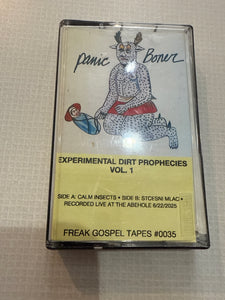 Panic Boner
EXPERIMENTAL DIRT PROPHECIES
VOL. 1
SIDE A: CALM INSECTS • SIDE B: STCESNI MLAC •
RECORDED LIVE AT THE ABEHOLE 6/22/2025
FREAK GOSPEL TAPES #0035